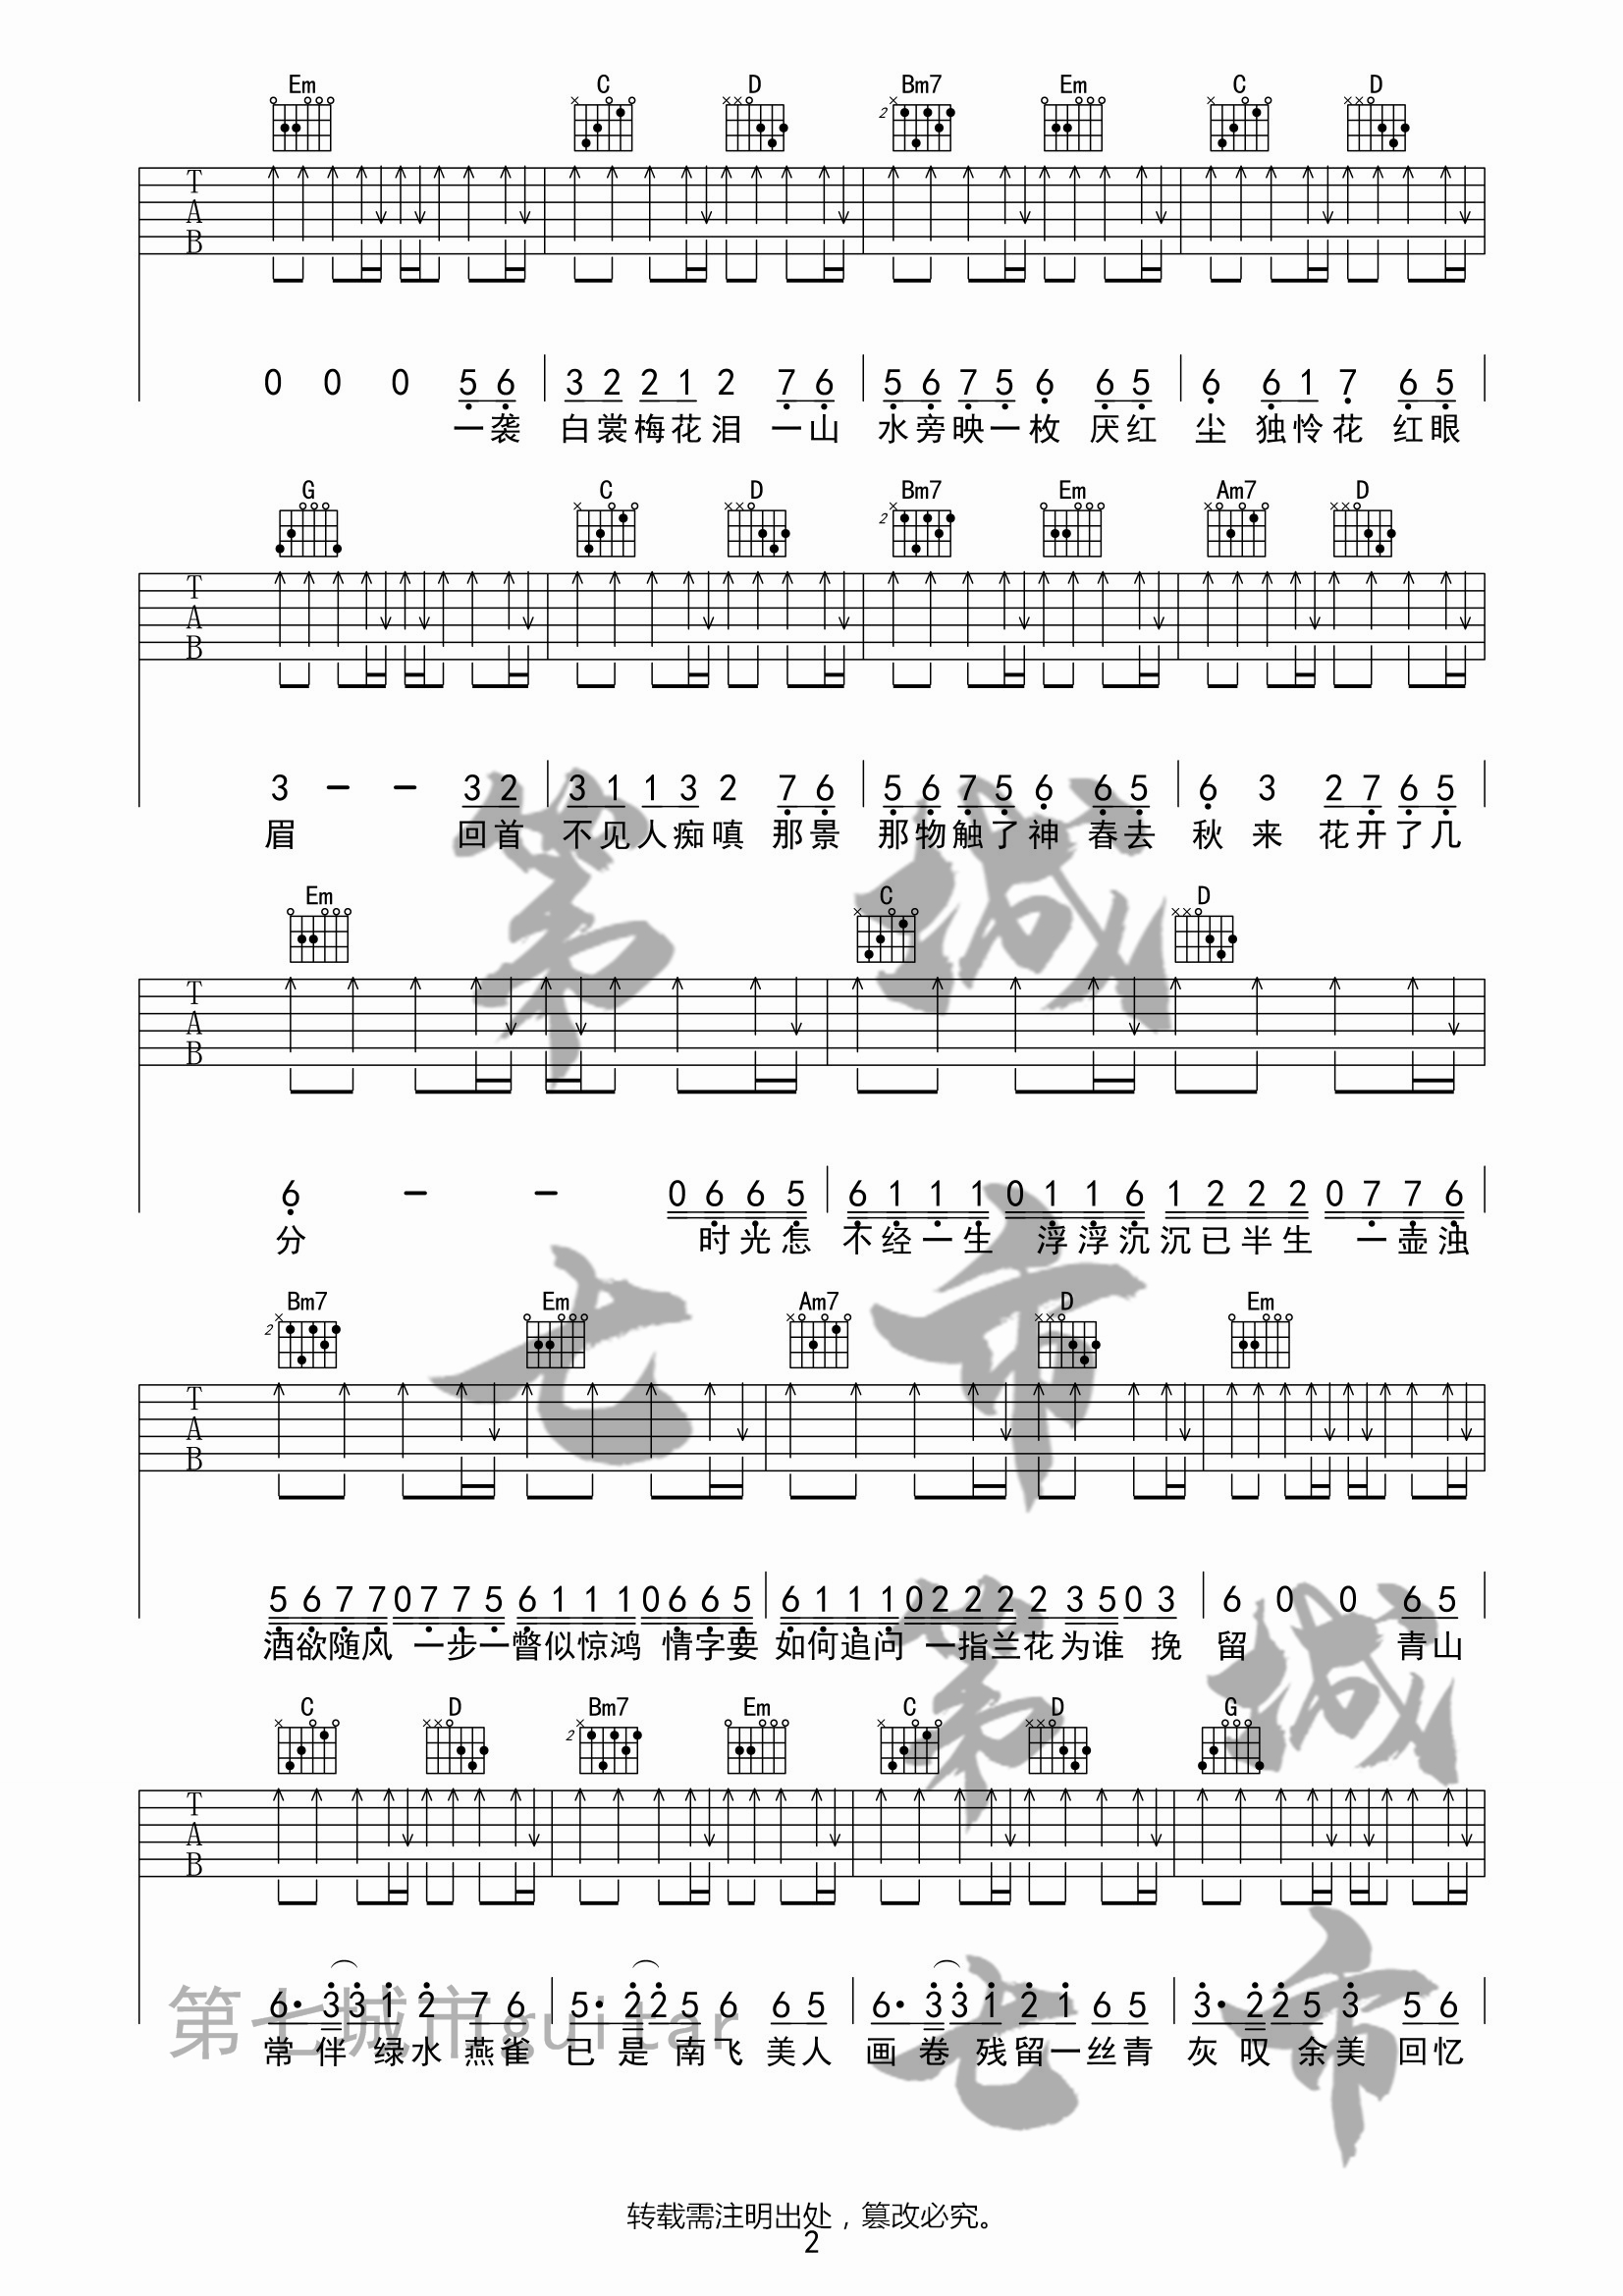 Em C D Bm7 Em C D
2
T
A
B
0 0 0 5 6 3 2 2 1 2 7 6 5 6 7 5 6 6 5 6 6 1 7 6 5
一袭 白裳梅花泪 一山 水旁映一枚 厌红 尘 独怜花 红眼
G C D Bm7 Em Am7 D
2
T
A
B
3 - - 3 2 3 1 1 3 2 7 6 5 6 7 5 6 6 5 6 3 2 7 6 5
眉 回首 不见人痴嗔 那景 那物触了神 春去 秋 来 花开了几
Em C D
T
A
B
6 - - 0 6 6 5 6 1 1 1 0 1 1 6 1 2 2 2 0 7 7 6
分 时光怎 不经一生 浮浮沉沉已半生 一壶浊
Bm7 Em Am7 D Em
2
T
A
B
5 6 7 7 0 7 7 5 6 1 1 1 0 6 6 5 6 1 1 1 0 2 2 2 2 3 5 0 3 6 0 0 6 5
酒欲随风 一步一瞥似惊鸿 情字要 如何追问 一指兰花为谁 挽 留 青山
C D Bm7 Em C D G
2
T
A
B
6· 3 3 1 2 7 6 5· 2 2 5 6 6 5 6· 3 3 1 2 1 6 5 3· 2 2 5 3 5 6
常 伴 绿水 燕雀 已 是 南飞 美人 画 卷 残留一丝青 灰 叹 余美 回忆
第七城市guitar
第 城
七 市
第 城
七 市
转载需注明出处，篡改必究。
2